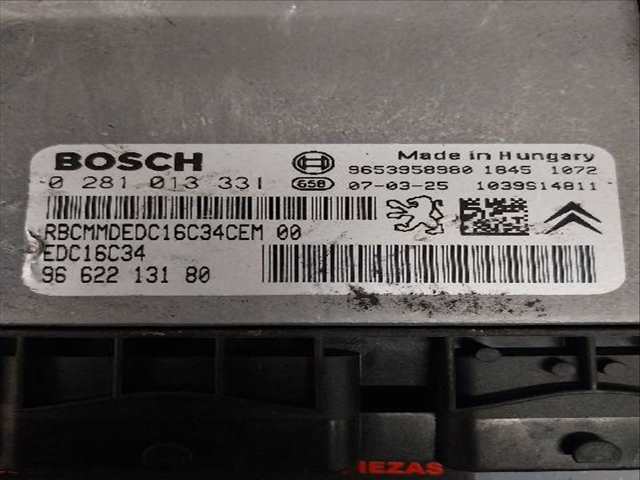 BOSCH
Made in Hungary
9653958980 1845 1072
0 281 013 331
658 07-03-25 1039S14811
RBCMMDEDC16C34CEM 00
EDC16C34
96 622 131 80
PIEZAS